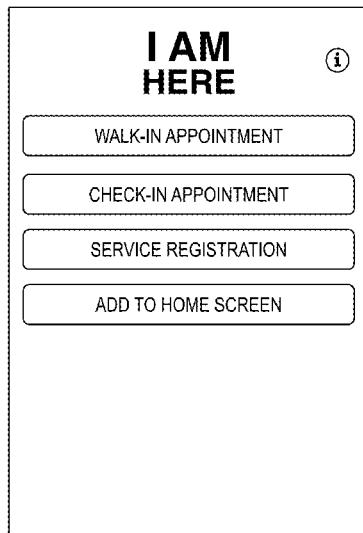 I AM
HERE
i
WALK-IN APPOINTMENT
CHECK-IN APPOINTMENT
SERVICE REGISTRATION
ADD TO HOME SCREEN